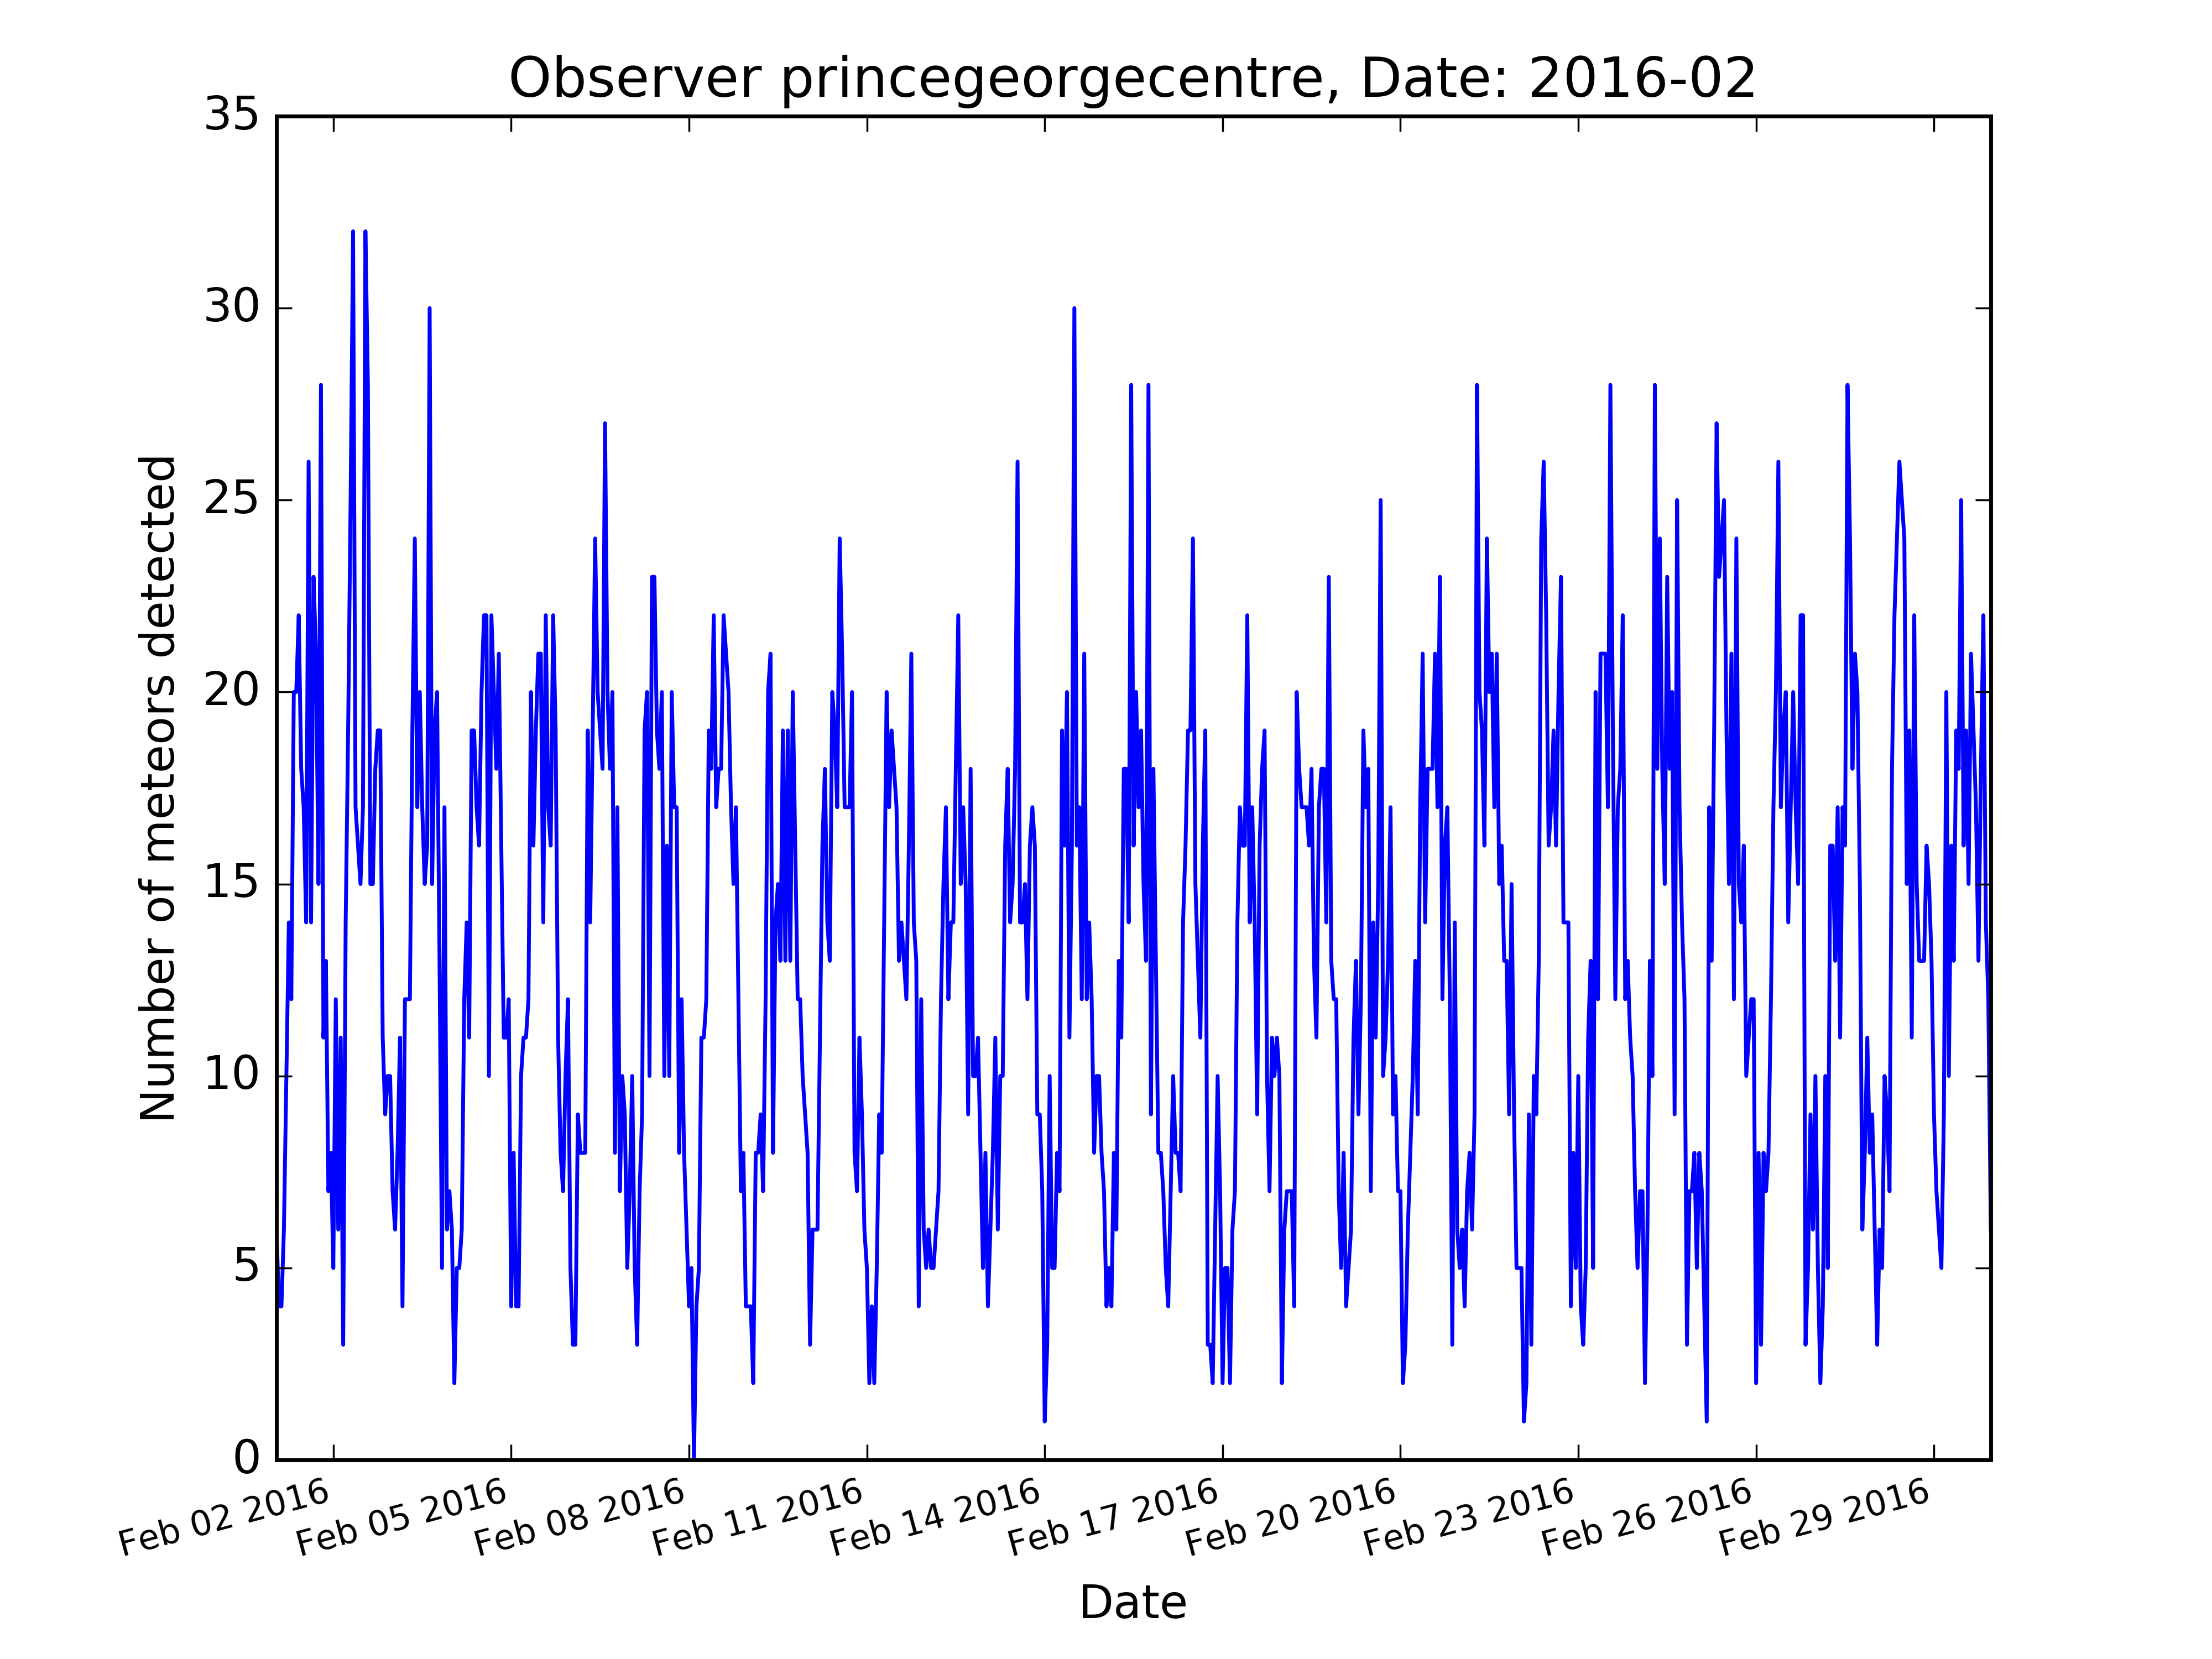 Observer princegeorgecentre, Date: 2016-02
35
30
25
20
15
10
5
0
Number of meteors detected
Feb 02 2016
Feb 05 2016
Feb 08 2016
Feb 11 2016
Feb 14 2016
Feb 17 2016
Feb 20 2016
Feb 23 2016
Feb 26 2016
Feb 29 2016
Date